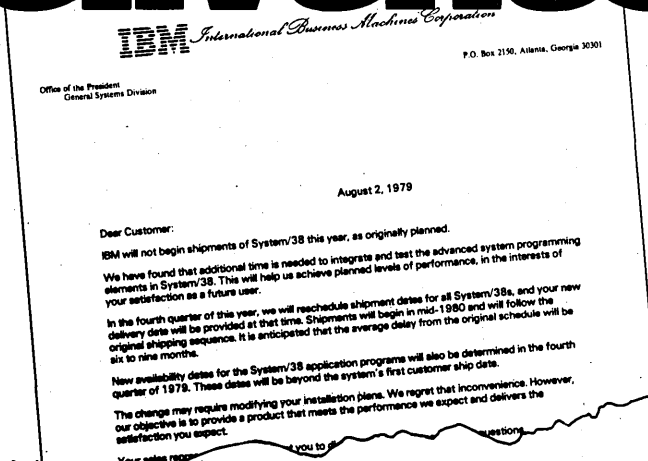 IBM International Business Machines Corporation
P.O. Box 2150, Atlanta, Georgia 30301
Office of the President
General Systems Division
August 2, 1979
Dear Customer:
IBM will not begin shipments of System/38 this year, as originally planned.
We have found that additional time is needed to integrate and test the advanced system programming
elements in System/38. This will help us achieve planned levels of performance, in the interests of
your satisfaction as a future user.
In the fourth quarter of this year, we will reschedule shipment dates for all System/38s, and your new
delivery date will be provided at that time. Shipments will begin in mid-1980 and will follow the
original shipping sequence. It is anticipated that the average delay from the original schedule will be
six to nine months.
New availability dates for the System/38 application programs will also be determined in the fourth
quarter of 1979. These dates will be beyond the system's first customer ship date.
The change may require modifying your installation plans. We regret that inconvenience. However,
our objective is to provide a product that meets the performance we expect and delivers the
satisfaction you expect.
Your sales you to questions